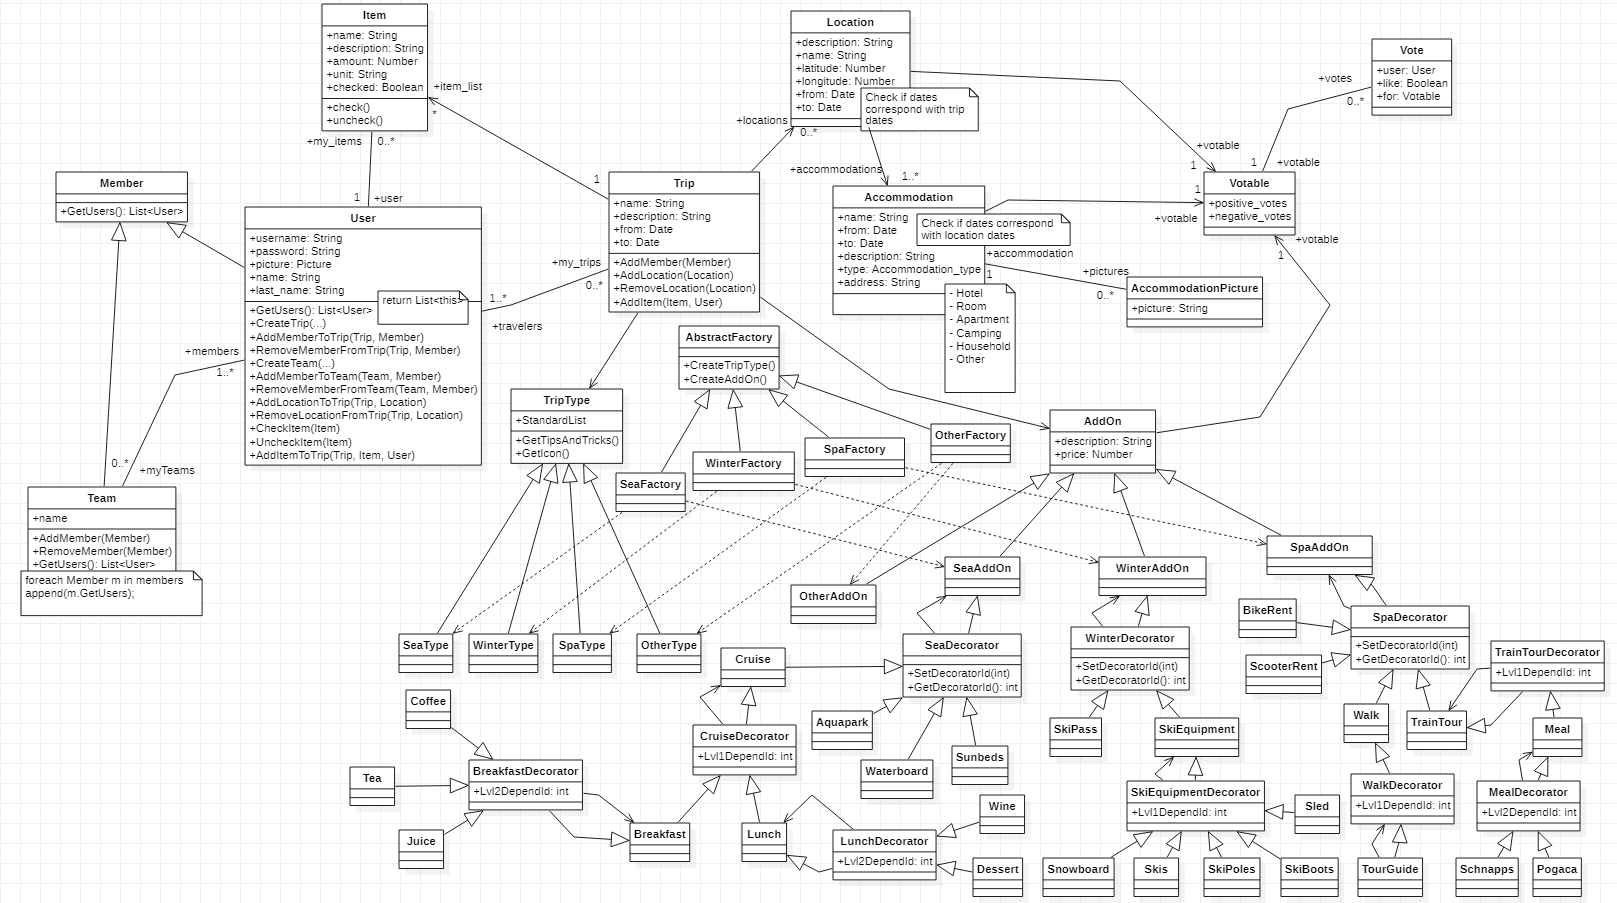 Item
+name: String
+description: String
+amount: Number
+unit: String
+checked: Boolean
+check()
+uncheck()
+item_list
*
+my_items
0..*
1
+user
Location
+description: String
+name: String
+latitude: Number
+longitude: Number
+from: Date
+to: Date
Check if dates
correspond with trip
dates
+locations
0..*
+accommodations
1..*
Vote
+user: User
+like: Boolean
+for: Votable
+votes
0..*
+votable
1
1
+votable
Votable
+positive_votes
+negative_votes
1
+votable
+votable
1
Member
+GetUsers(): List<User>
User
+username: String
+password: String
+picture: Picture
+name: String
+last_name: String
return List<this>
+GetUsers(): List<User>
+CreateTrip(...)
+AddMemberToTrip(Trip, Member)
+RemoveMemberFromTrip(Trip, Member)
+CreateTeam(...)
+AddMemberToTeam(Team, Member)
+RemoveMemberFromTeam(Team, Member)
+AddLocationToTrip(Trip, Location)
+RemoveLocationFromTrip(Trip, Location)
+CheckItem(Item)
+UncheckItem(Item)
+AddItemToTrip(Trip, Item, User)
+members
1..*
0..*
+myTeams
1..*
+travelers
+my_trips
0..*
1
Trip
+name: String
+description: String
+from: Date
+to: Date
+AddMember(Member)
+AddLocation(Location)
+RemoveLocation(Location)
+AddItem(Item, User)
Accommodation
+name: String
+from: Date
+to: Date
+description: String
+type: Accommodation_type
+address: String
Check if dates correspond
with location dates
+accommodation
1
+pictures
0..*
AccommodationPicture
+picture: String
- Hotel
- Room
- Apartment
- Camping
- Household
- Other
AbstractFactory
+CreateTripType()
+CreateAddOn()
TripType
+StandardList
+GetTipsAndTricks()
+GetIcon()
AddOn
+description: String
+price: Number
OtherFactory
SpaFactory
WinterFactory
SeaFactory
Team
+name
+AddMember(Member)
+RemoveMember(Member)
+GetUsers(): List<User>
foreach Member m in members
append(m.GetUsers);
SpaAddOn
SeaAddOn
WinterAddOn
OtherAddOn
SeaType
WinterType
SpaType
OtherType
Cruise
SeaDecorator
+SetDecoratorId(int)
+GetDecoratorId(): int
WinterDecorator
+SetDecoratorId(int)
+GetDecoratorId(): int
BikeRent
SpaDecorator
+SetDecoratorId(int)
+GetDecoratorId(): int
ScooterRent
TrainTourDecorator
+Lvl1DependId: int
Coffee
Aquapark
CruiseDecorator
+Lvl1DependId: int
SkiPass
SkiEquipment
Walk
TrainTour
Meal
Tea
BreakfastDecorator
+Lvl2DependId: int
Waterboard
Sunbeds
SkiEquipmentDecorator
+Lvl1DependId: int
Sled
WalkDecorator
+Lvl1DependId: int
MealDecorator
+Lvl2DependId: int
Juice
Breakfast
Lunch
LunchDecorator
+Lvl2DependId: int
Wine
Dessert
Snowboard
Skis
SkiPoles
SkiBoots
TourGuide
Schnapps
Pogaca